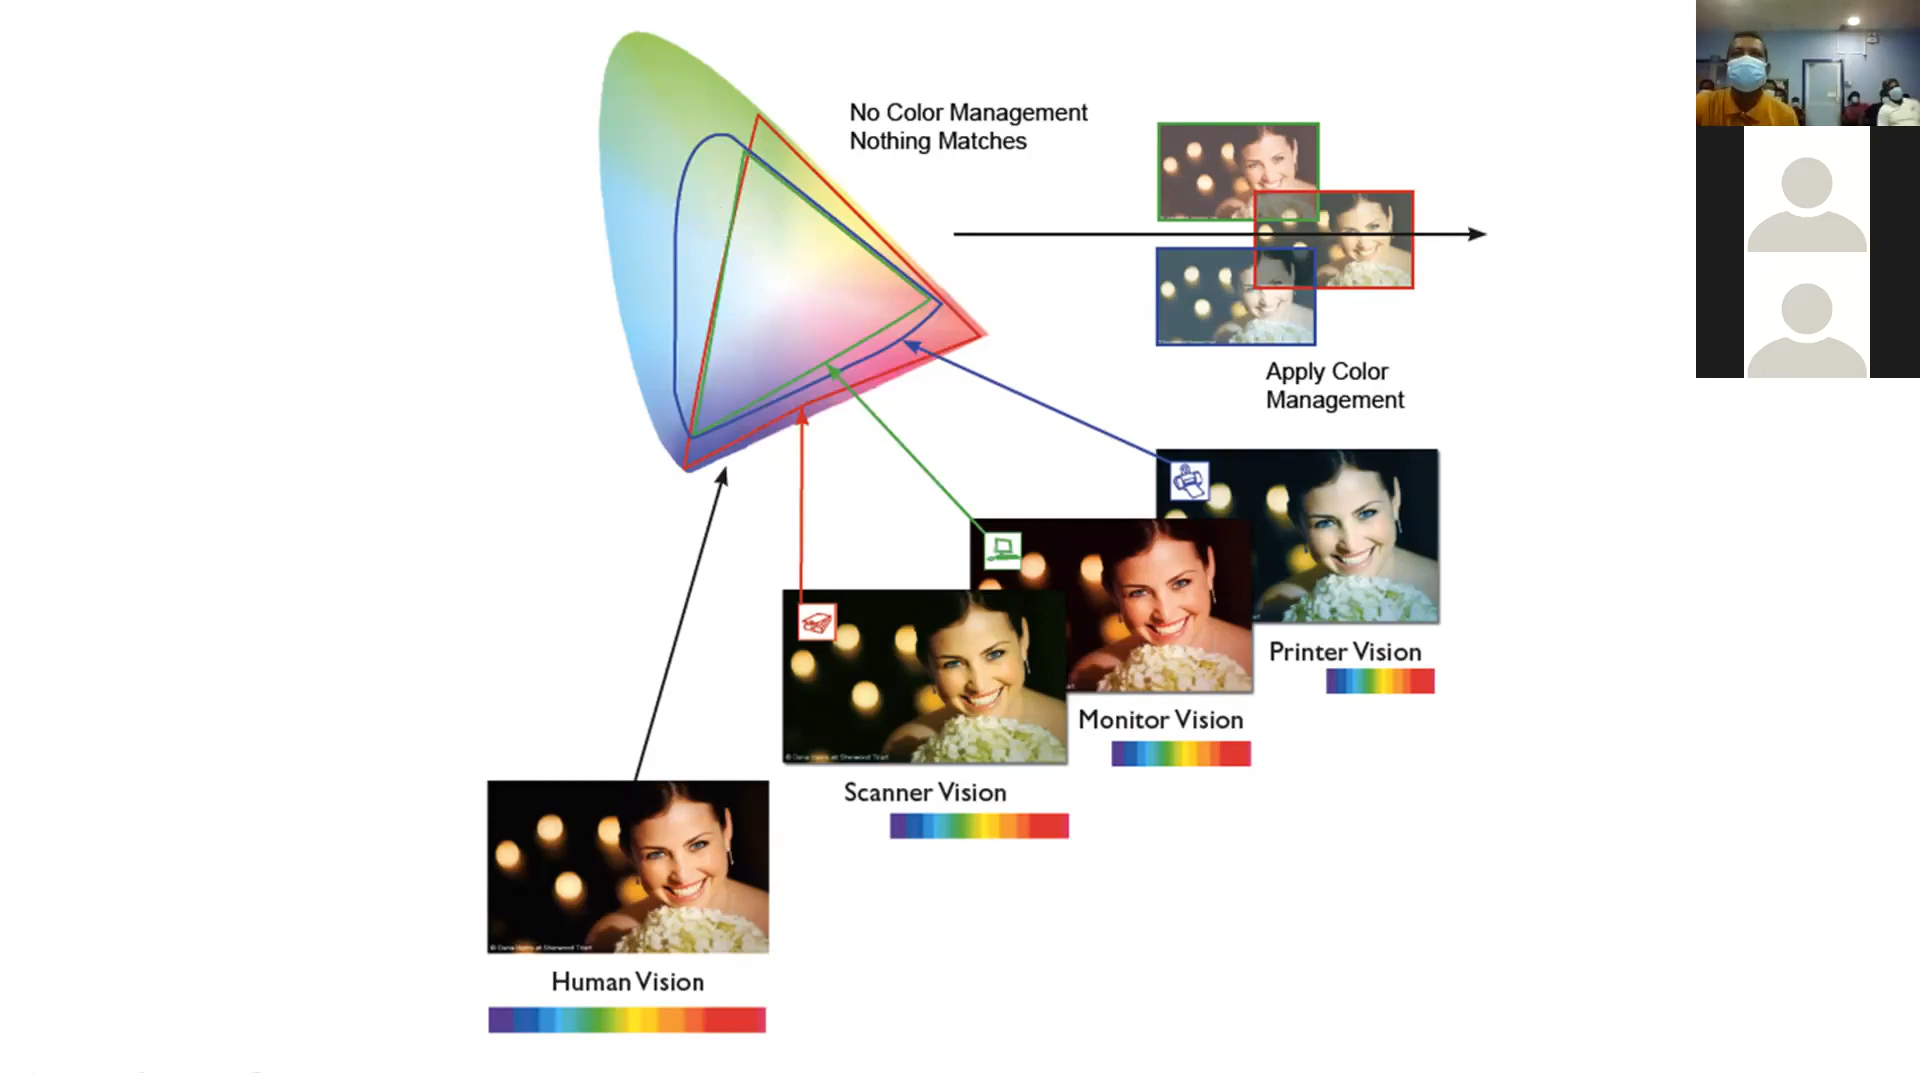 No Color Management
Nothing Matches
Apply Color
Management
Printer Vision
Monitor Vision
Scanner Vision
Human Vision